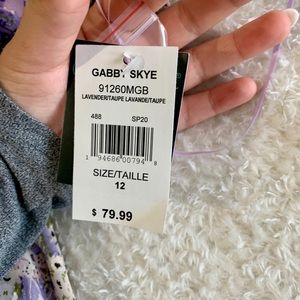 GABBY SKYE
91260MGB
LAVENDER/TAUPE LAVANDE/TAUPE
488 SP20
1 94686 00794 8
SIZE/TAILLE
12
$ 79.99